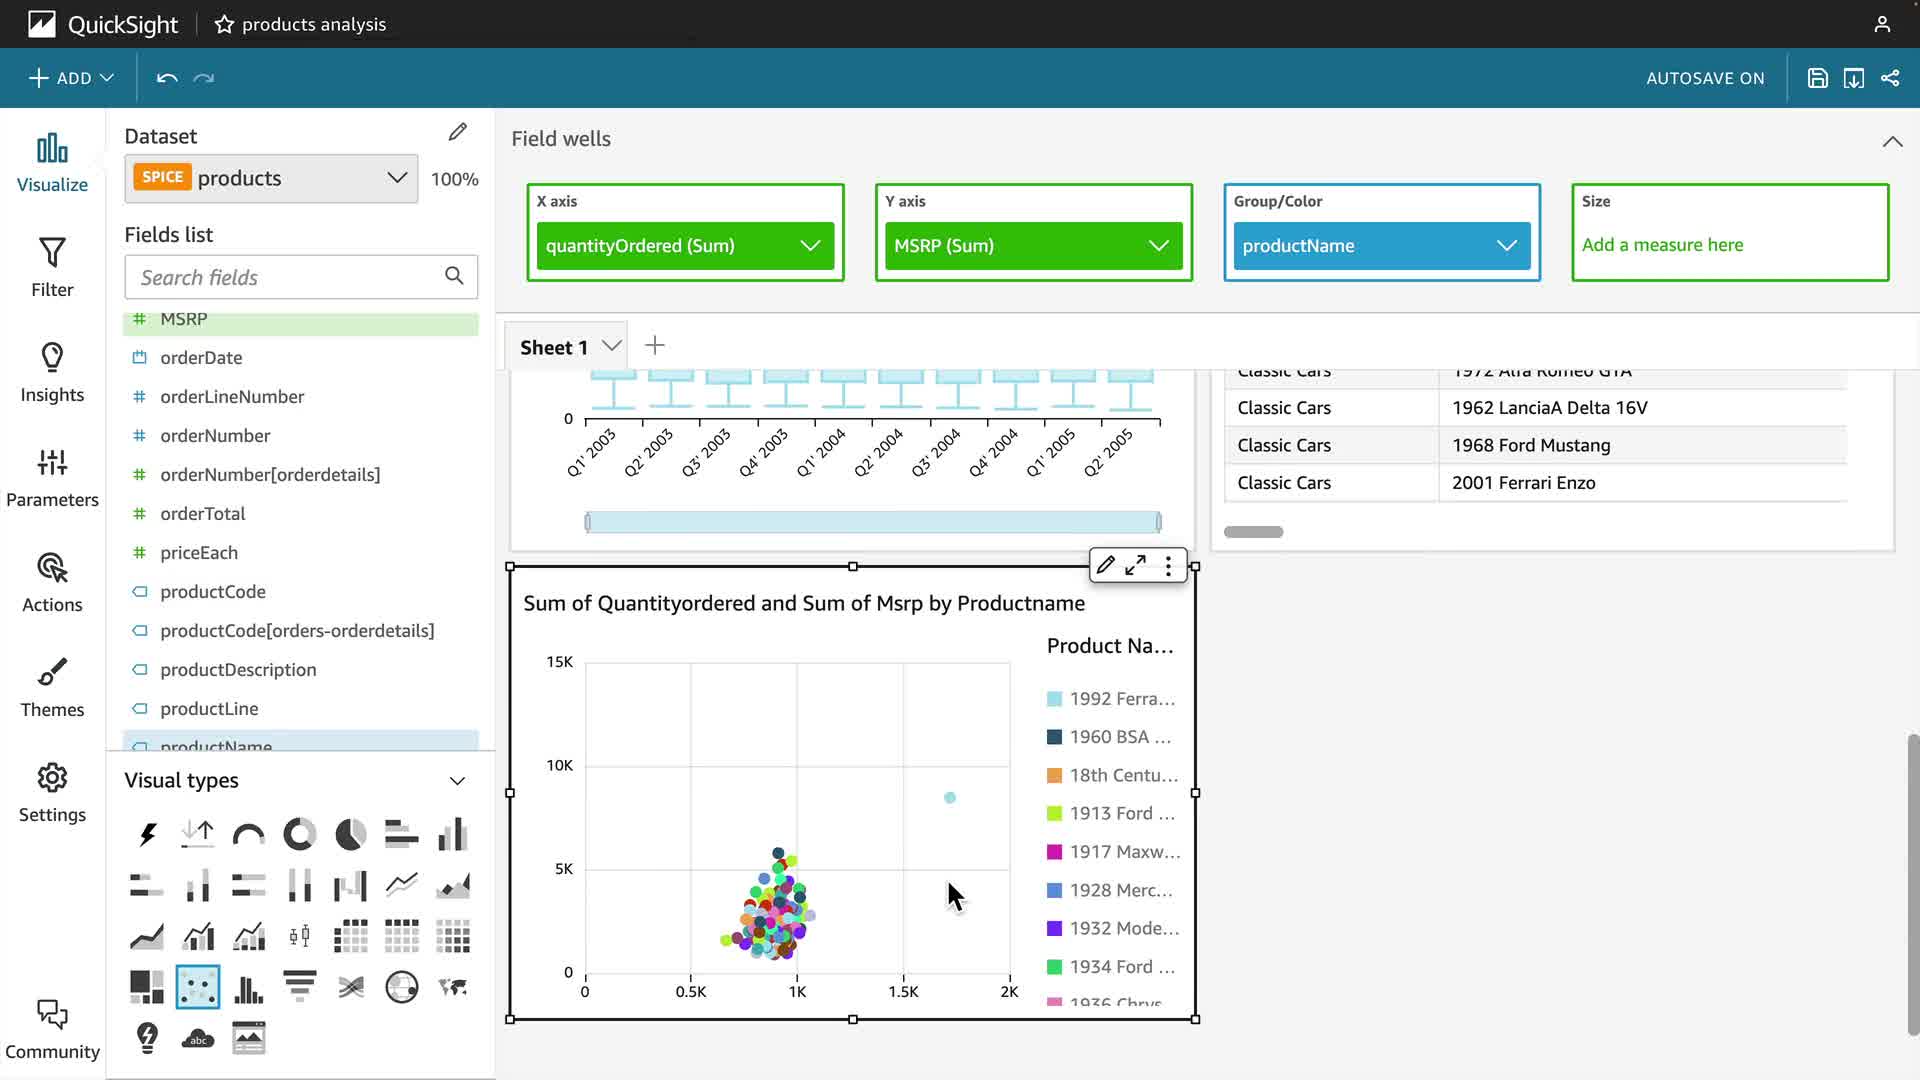 QuickSight
products analysis
ADD
AUTOSAVE ON
Visualize
Filter
Insights
Parameters
Actions
Themes
Settings
Community
Dataset
SPICE products
100%
Fields list
Search fields
# MSRP
orderDate
# orderLineNumber
# orderNumber
# orderNumber[orderdetails]
# orderTotal
# priceEach
productCode
productCode[orders-orderdetails]
productDescription
productLine
productName
Visual types
abc
Field wells
X axis
quantityOrdered (Sum)
Y axis
MSRP (Sum)
Group/Color
productName
Size
Add a measure here
Sheet 1
0
Q1' 2003
Q2' 2003
Q3' 2003
Q4' 2003
Q1' 2004
Q2' 2004
Q3' 2004
Q4' 2004
Q1' 2005
Q2' 2005
Classic Cars 1972 Alfa Romeo GTA
Classic Cars 1962 LanciaA Delta 16V
Classic Cars 1968 Ford Mustang
Classic Cars 2001 Ferrari Enzo
Sum of Quantityordered and Sum of Msrp by Productname
15K
10K
5K
0
0 0.5K 1K 1.5K 2K
Product Na...
1992 Ferra...
1960 BSA ...
18th Centu...
1913 Ford ...
1917 Maxw...
1928 Merc...
1932 Mode...
1934 Ford ...
1936 Chrys...